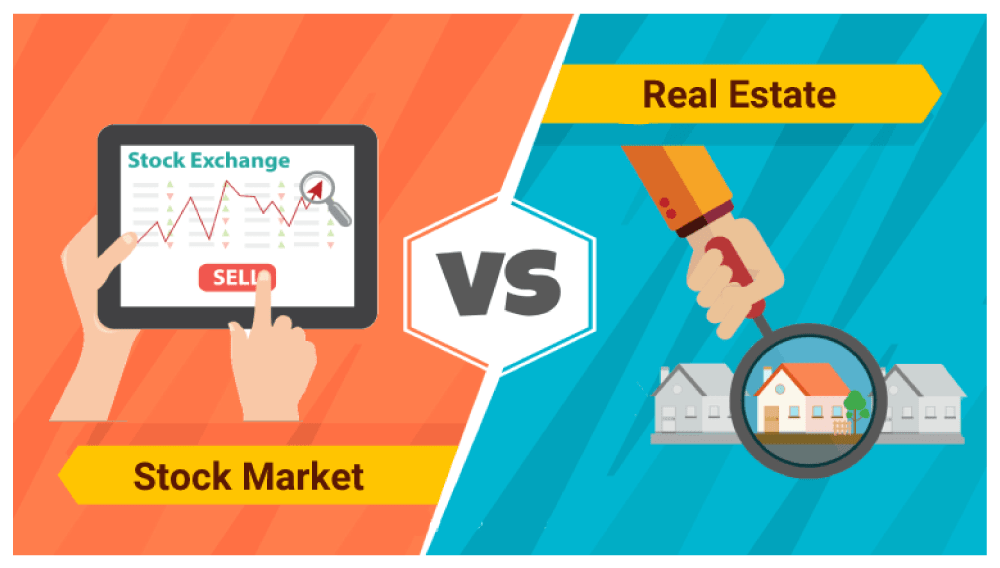 Stock Exchange
SELL
Stock Market
VS
Real Estate